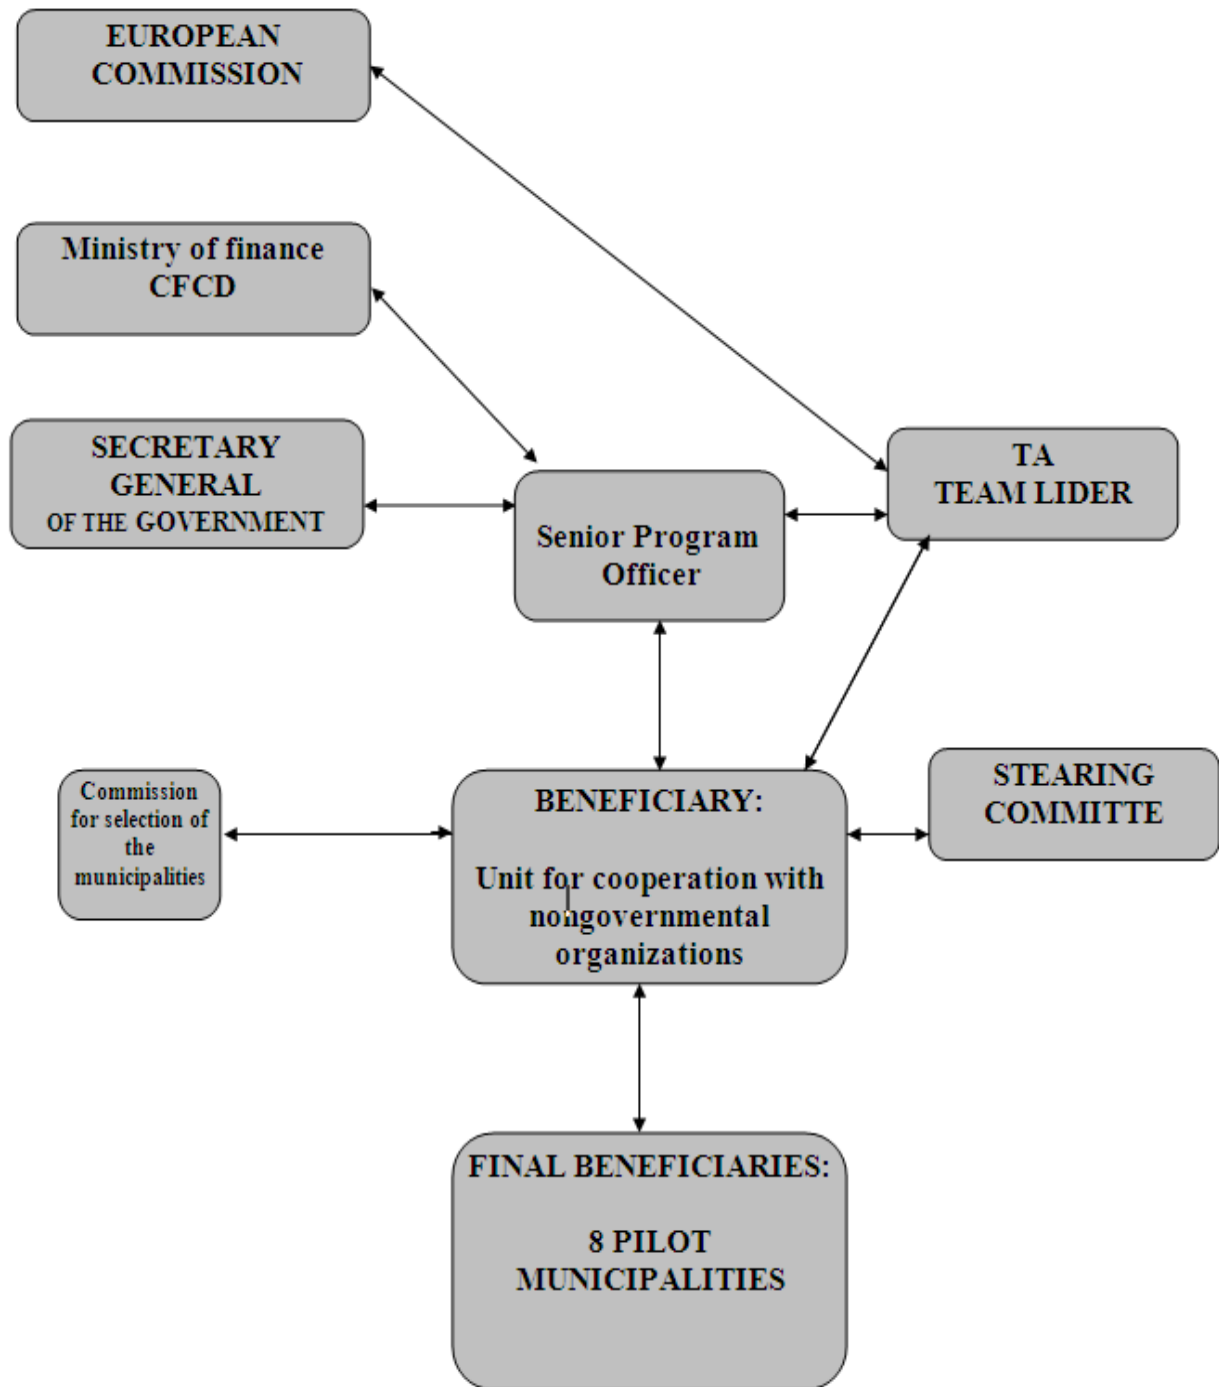 EUROPEAN
COMMISSION
Ministry of finance
CFCD
SECRETARY
GENERAL
OF THE GOVERNMENT
TA
TEAM LIDER
Senior Program
Officer
Commission
for selection of
the
municipalities
BENEFICIARY:
Unit for cooperation with
nongovernmental
organizations
STEARING
COMMITTE
FINAL BENEFICIARIES:
8 PILOT
MUNICIPALITIES